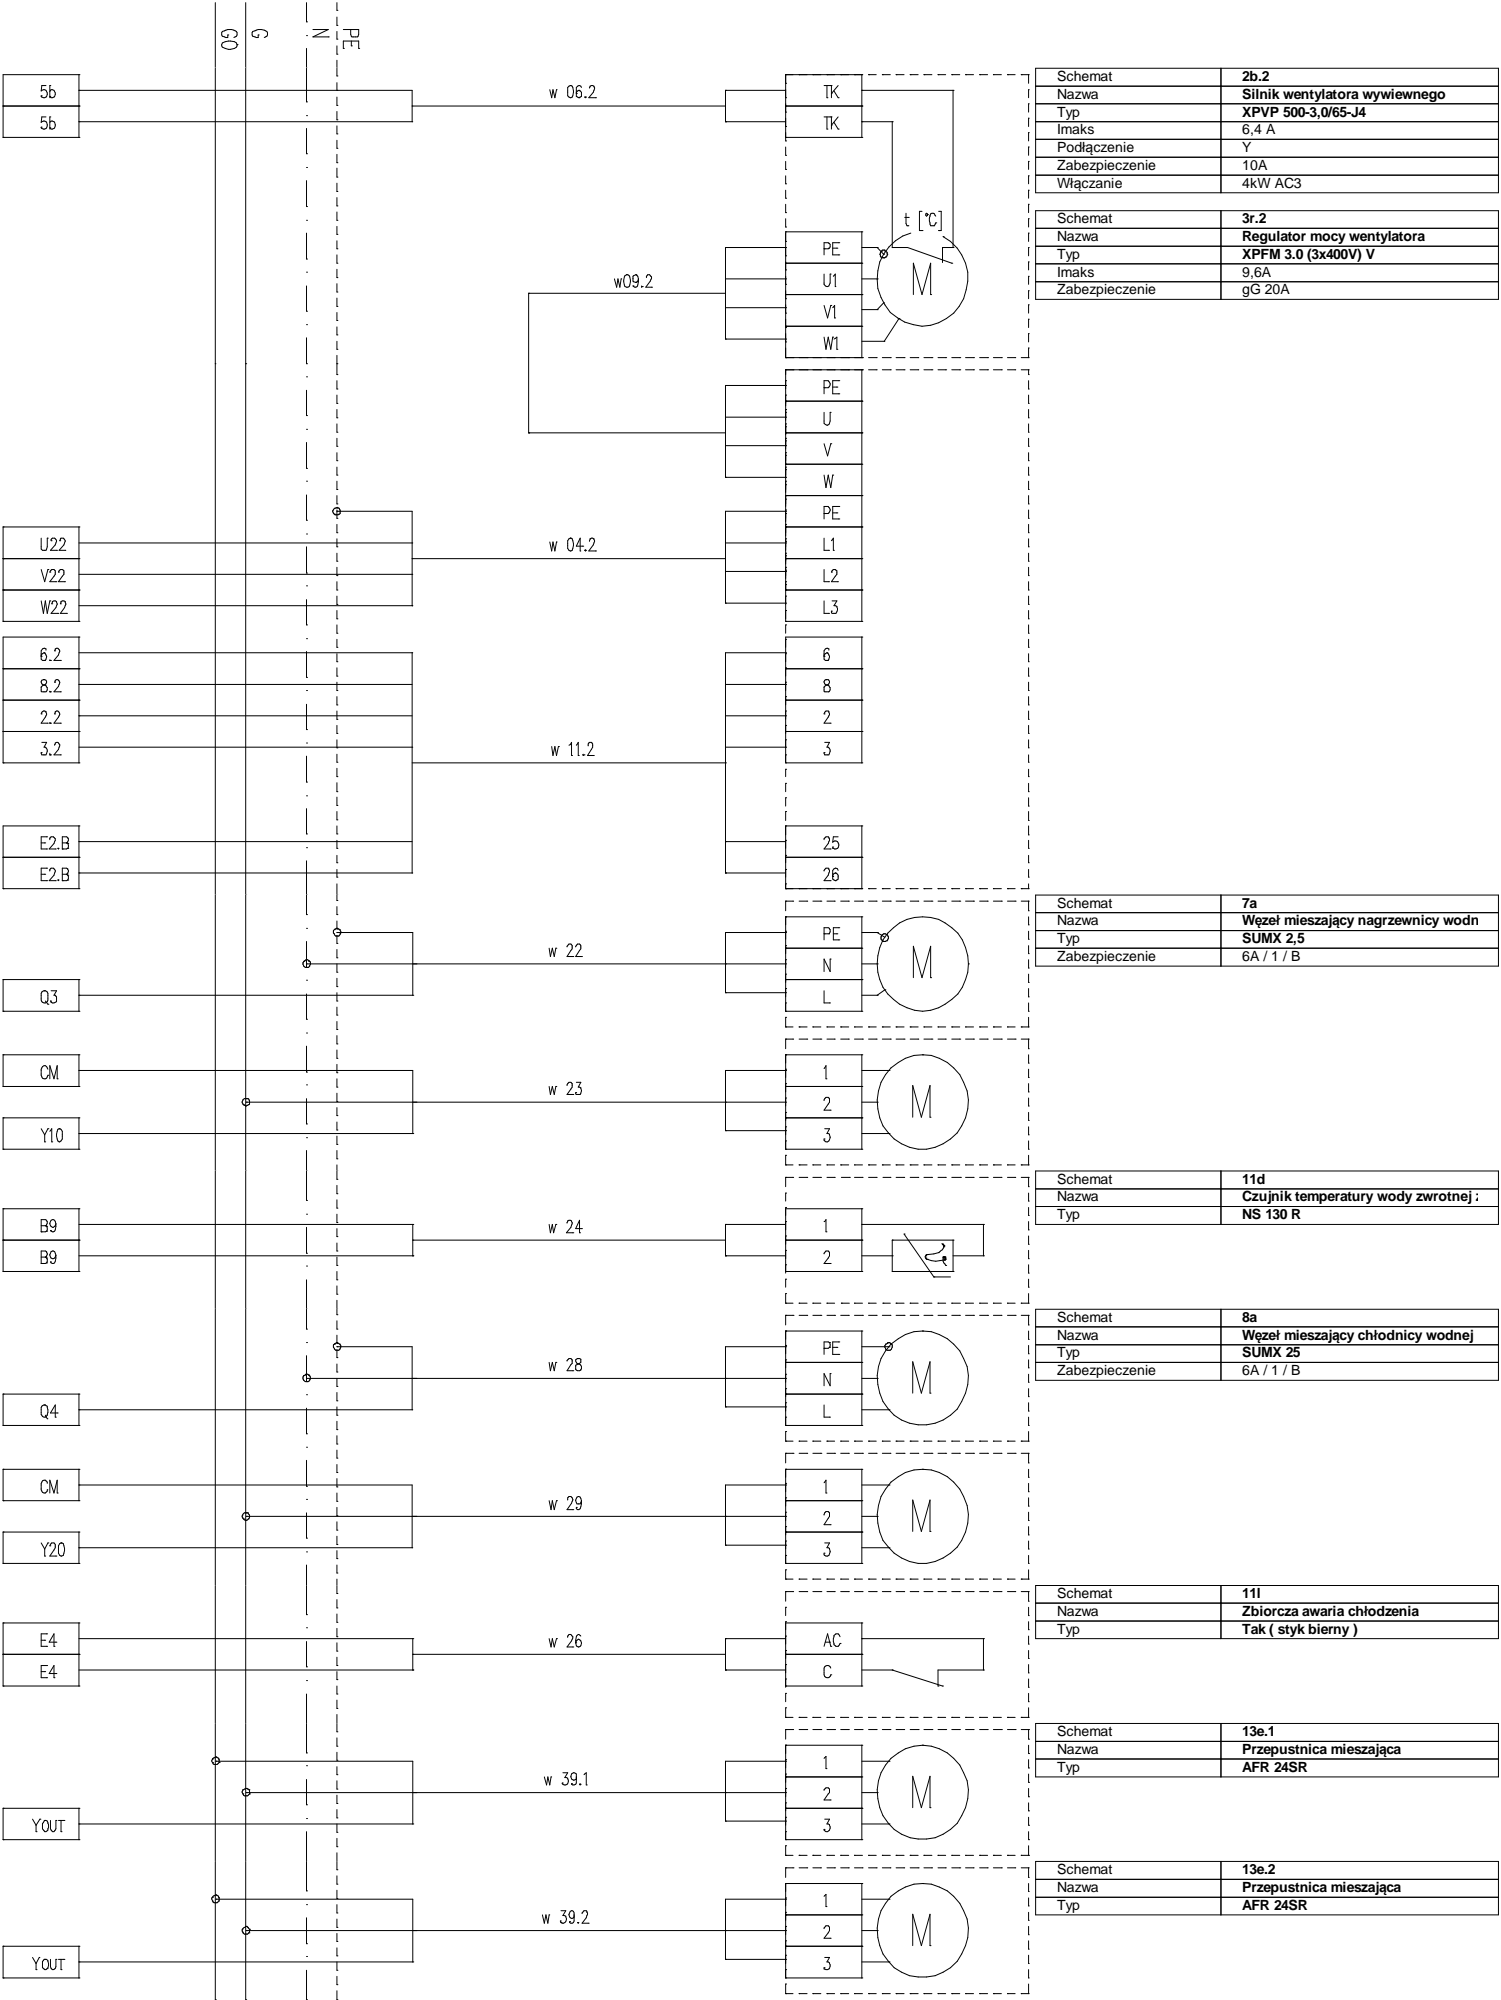 G0 G N PE
5b w 06.2 TK
5b TK
t [°C]
PE
w09.2 U1 M
V1
W1
PE
U
V
W
PE
U22 w 04.2 L1
V22 L2
W22 L3
6.2 6
8.2 8
2.2 2
3.2 w 11.2 3
E2.B 25
E2.B 26
PE
w 22 N M
Q3 L
CM 1
w 23 2 M
Y10 3
B9 w 24 1
B9 2
PE
w 28 N M
Q4 L
CM 1
w 29 2 M
Y20 3
E4 w 26 AC
E4 C
1
w 39.1 2 M
YOUT 3
1
w 39.2 2 M
YOUT 3
Schemat 2b.2
Nazwa Silnik wentylatora wywiewnego
Typ XPVP 500-3,0/65-J4
Imaks 6,4 A
Podłączenie Y
Zabezpieczenie 10A
Włączanie 4kW AC3
Schemat 3r.2
Nazwa Regulator mocy wentylatora
Typ XPFM 3.0 (3x400V) V
Imaks 9,6A
Zabezpieczenie gG 20A
Schemat 7a
Nazwa Węzeł mieszający nagrzewnicy wodn
Typ SUMX 2,5
Zabezpieczenie 6A / 1 / B
Schemat 11d
Nazwa Czujnik temperatury wody zwrotnej :
Typ NS 130 R
Schemat 8a
Nazwa Węzeł mieszający chłodnicy wodnej
Typ SUMX 25
Zabezpieczenie 6A / 1 / B
Schemat 11l
Nazwa Zbiorcza awaria chłodzenia
Typ Tak ( styk bierny )
Schemat 13e.1
Nazwa Przepustnica mieszająca
Typ AFR 24SR
Schemat 13e.2
Nazwa Przepustnica mieszająca
Typ AFR 24SR